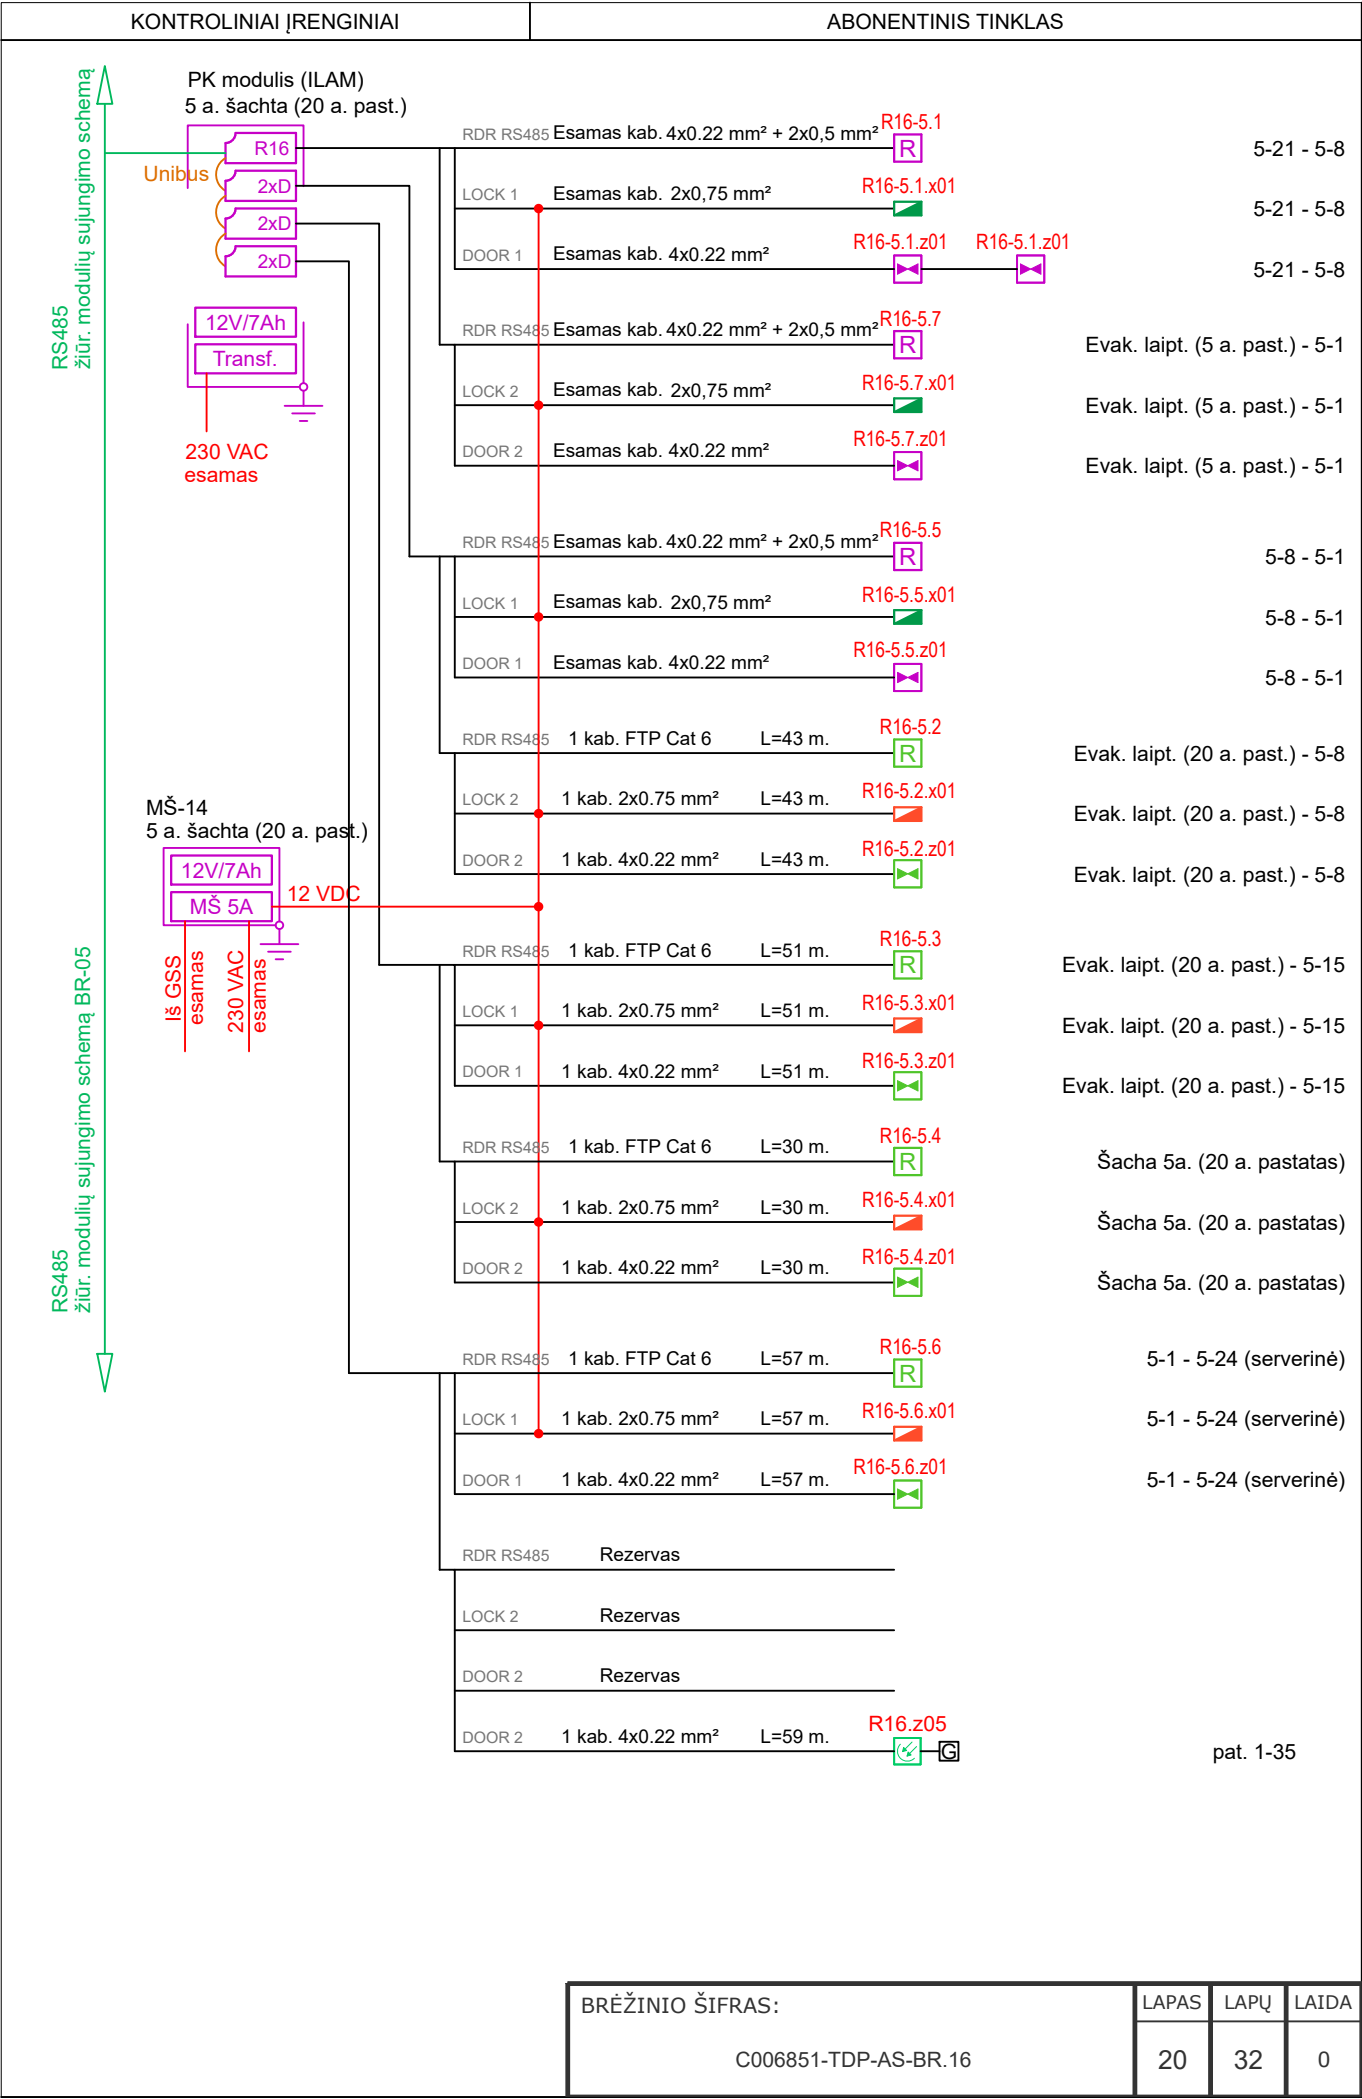 KONTROLINIAI ĮRENGINIAI
ABONENTINIS TINKLAS
RS485
žiūr. modulių sujungimo schemą
PK modulis (ILAM)
5 a. šachta (20 a. past.)
R16
Unibus
2xD
2xD
2xD
12V/7Ah
Transf.
230 VAC
esamas
RDR RS485 Esamas kab. 4x0.22 mm² + 2x0,5 mm² R16-5.1
R
5-21 - 5-8
LOCK 1 Esamas kab. 2x0,75 mm² R16-5.1.x01
5-21 - 5-8
DOOR 1 Esamas kab. 4x0.22 mm² R16-5.1.z01 R16-5.1.z01
5-21 - 5-8
RDR RS485 Esamas kab. 4x0.22 mm² + 2x0,5 mm² R16-5.7
R
Evak. laipt. (5 a. past.) - 5-1
LOCK 2 Esamas kab. 2x0,75 mm² R16-5.7.x01
Evak. laipt. (5 a. past.) - 5-1
DOOR 2 Esamas kab. 4x0.22 mm² R16-5.7.z01
Evak. laipt. (5 a. past.) - 5-1
RDR RS485 Esamas kab. 4x0.22 mm² + 2x0,5 mm² R16-5.5
R
5-8 - 5-1
LOCK 1 Esamas kab. 2x0,75 mm² R16-5.5.x01
5-8 - 5-1
DOOR 1 Esamas kab. 4x0.22 mm² R16-5.5.z01
5-8 - 5-1
RDR RS485 1 kab. FTP Cat 6 L=43 m. R16-5.2
R
Evak. laipt. (20 a. past.) - 5-8
LOCK 2 1 kab. 2x0.75 mm² L=43 m. R16-5.2.x01
Evak. laipt. (20 a. past.) - 5-8
DOOR 2 1 kab. 4x0.22 mm² L=43 m. R16-5.2.z01
Evak. laipt. (20 a. past.) - 5-8
MŠ-14
5 a. šachta (20 a. past.)
12V/7Ah
MŠ 5A
12 VDC
Iš GSS
esamas
230 VAC
esamas
RS485
žiūr. modulių sujungimo schemą BR-05
RDR RS485 1 kab. FTP Cat 6 L=51 m. R16-5.3
R
Evak. laipt. (20 a. past.) - 5-15
LOCK 1 1 kab. 2x0.75 mm² L=51 m. R16-5.3.x01
Evak. laipt. (20 a. past.) - 5-15
DOOR 1 1 kab. 4x0.22 mm² L=51 m. R16-5.3.z01
Evak. laipt. (20 a. past.) - 5-15
RDR RS485 1 kab. FTP Cat 6 L=30 m. R16-5.4
R
Šacha 5a. (20 a. pastatas)
LOCK 2 1 kab. 2x0.75 mm² L=30 m. R16-5.4.x01
Šacha 5a. (20 a. pastatas)
DOOR 2 1 kab. 4x0.22 mm² L=30 m. R16-5.4.z01
Šacha 5a. (20 a. pastatas)
RDR RS485 1 kab. FTP Cat 6 L=57 m. R16-5.6
R
5-1 - 5-24 (serverinė)
LOCK 1 1 kab. 2x0.75 mm² L=57 m. R16-5.6.x01
5-1 - 5-24 (serverinė)
DOOR 1 1 kab. 4x0.22 mm² L=57 m. R16-5.6.z01
5-1 - 5-24 (serverinė)
RDR RS485 Rezervas
LOCK 2 Rezervas
DOOR 2 Rezervas
DOOR 2 1 kab. 4x0.22 mm² L=59 m. R16.z05
G
pat. 1-35
BRĖŽINIO ŠIFRAS:
C006851-TDP-AS-BR.16
LAPAS LAPŲ LAIDA
20 32 0